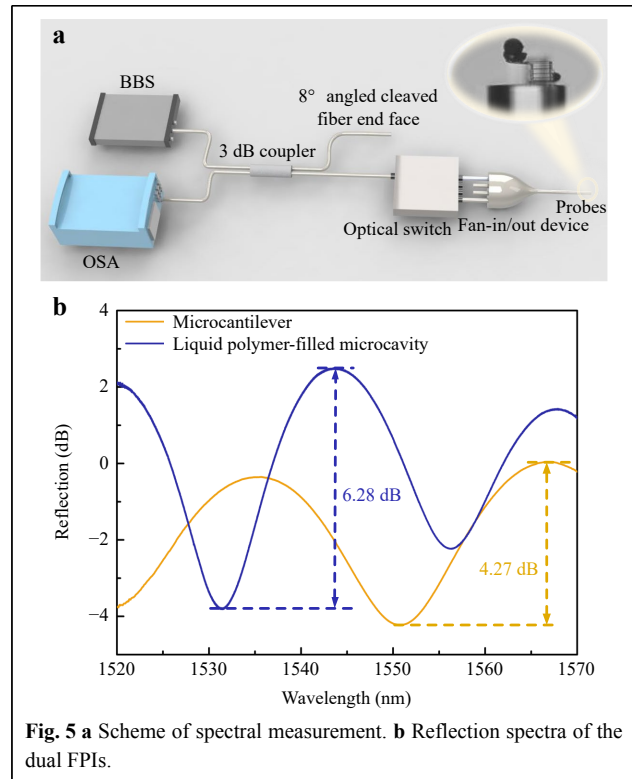 a
BBS
8° angled cleaved
fiber end face
3 dB coupler
Probes
Optical switch
Fan-in/out device
OSA
b
Microcantilever
Liquid polymer-filled microcavity
Reflection (dB)
4
2
0
−2
−4
6.28 dB
4.27 dB
1520
1530
1540
1550
1560
1570
Wavelength (nm)
Fig. 5 a Scheme of spectral measurement. b Reflection spectra of the
dual FPIs.